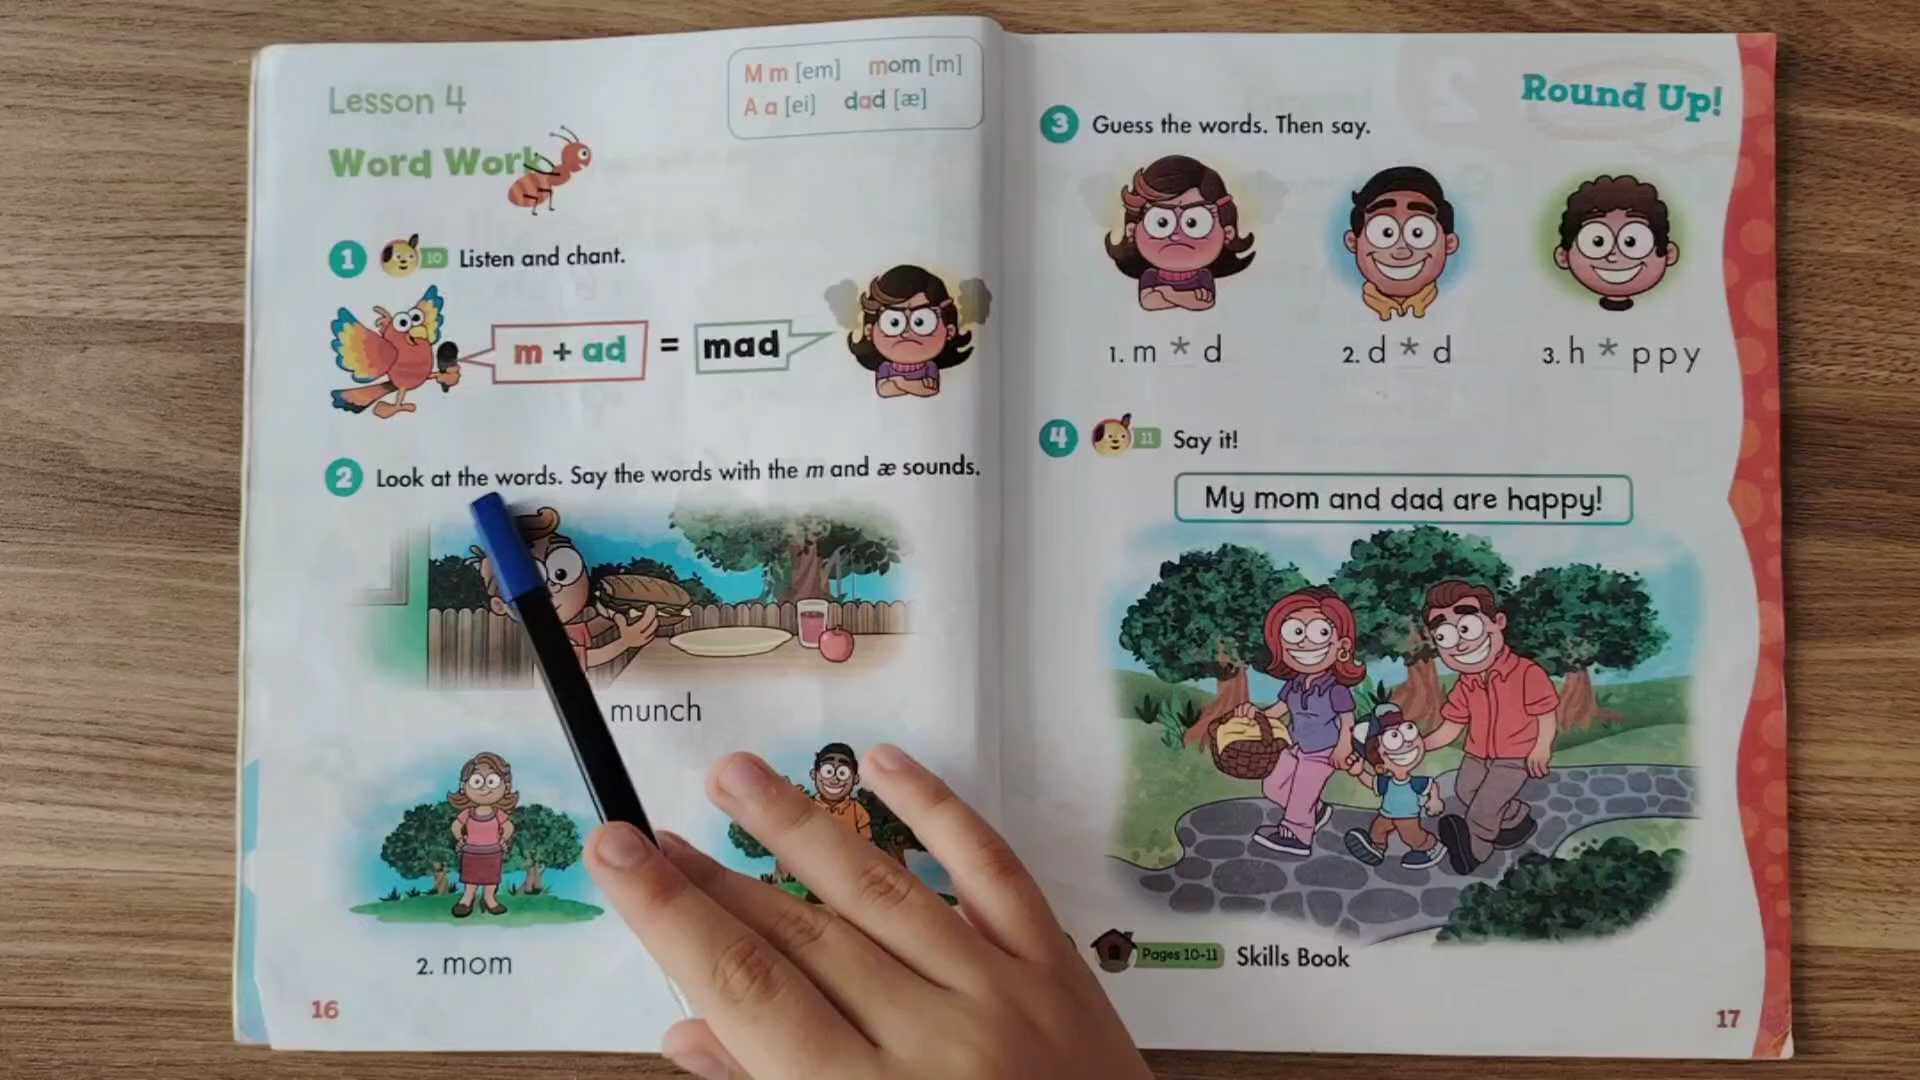 Lesson 4
M m [em] mom [m]
A a [ei] dad [æ]
Word Work
1 10 Listen and chant.
m + ad = mad
2 Look at the words. Say the words with the m and æ sounds.
munch
2. mom
16
Round Up!
3 Guess the words. Then say.
1. m * d 2. d * d 3. h * p p y
4 11 Say it!
My mom and dad are happy!
Pages 10-11 Skills Book
17